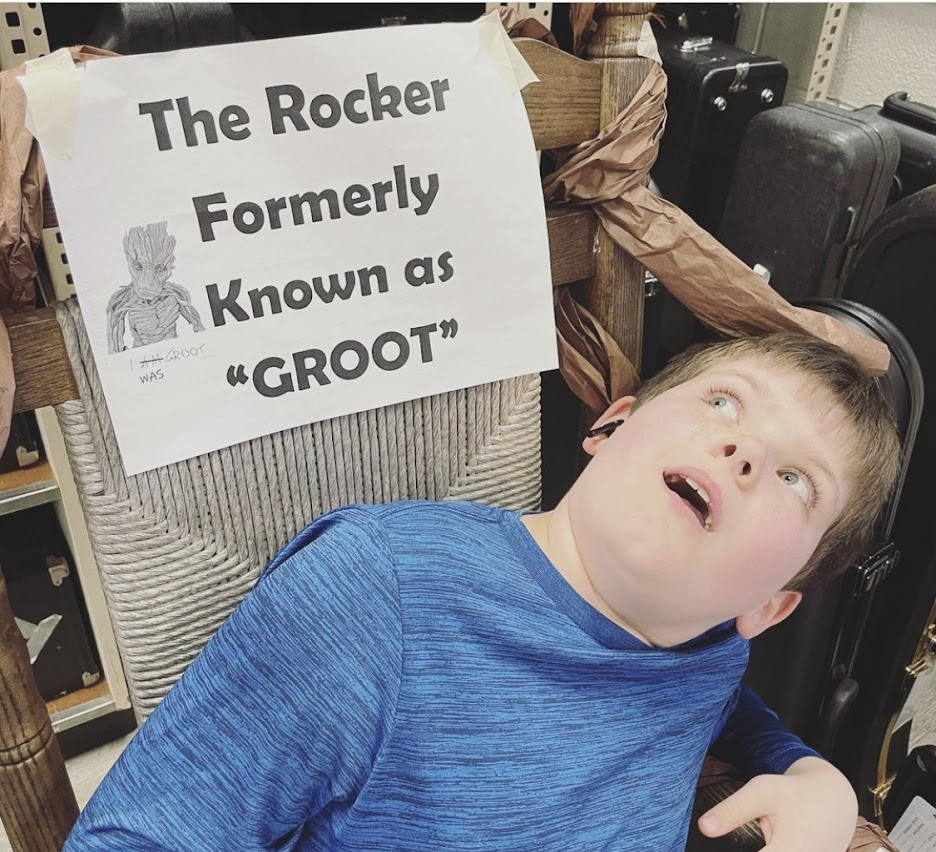 The Rocker
Formerly
Known as
“GROOT”
I AM GROOT
WAS